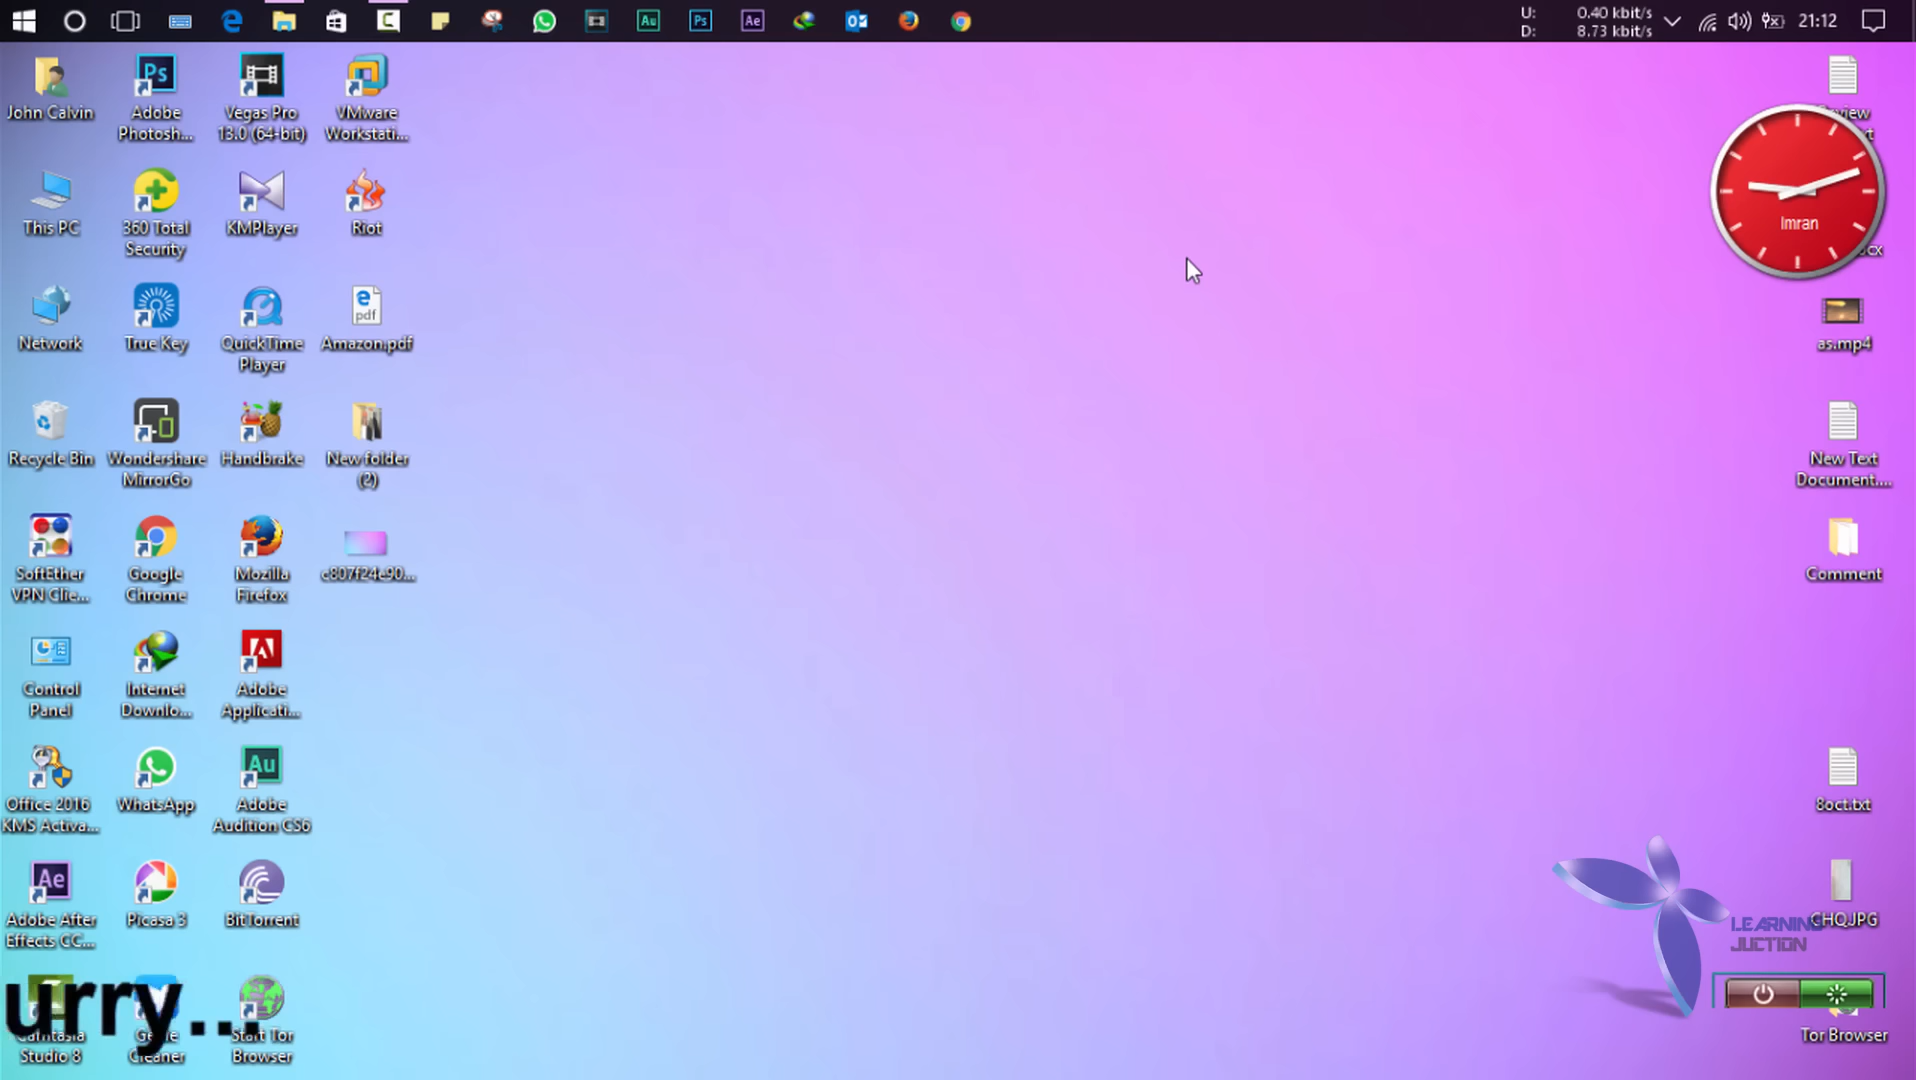 U: 0.40 kbit/s
D: 8.73 kbit/s
21:12
John Calvin
Adobe
Photosh...
Vegas Pro
13.0 (64-bit)
VMware
Workstati...
This PC
360 Total
Security
KMPlayer
Riot
Imran
Network
True Key
QuickTime
Player
Amazon.pdf
as.mp4
Recycle Bin
Wondershare
MirrorGo
Handbrake
New folder
(2)
New Text
Document....
SoftEther
VPN Clie...
Google
Chrome
Mozilla
Firefox
c807f24e90...
Comment
Control
Panel
Internet
Downlo...
Adobe
Applicati...
Office 2016
KMS Activa...
WhatsApp
Adobe
Audition CS6
8oct.txt
Adobe After
Effects CC...
Picasa 3
BitTorrent
CHQ.JPG
LEARNING
JUCTION
urry...
Camtasia
Studio 8
Cleaner
Start Tor
Browser
Tor Browser